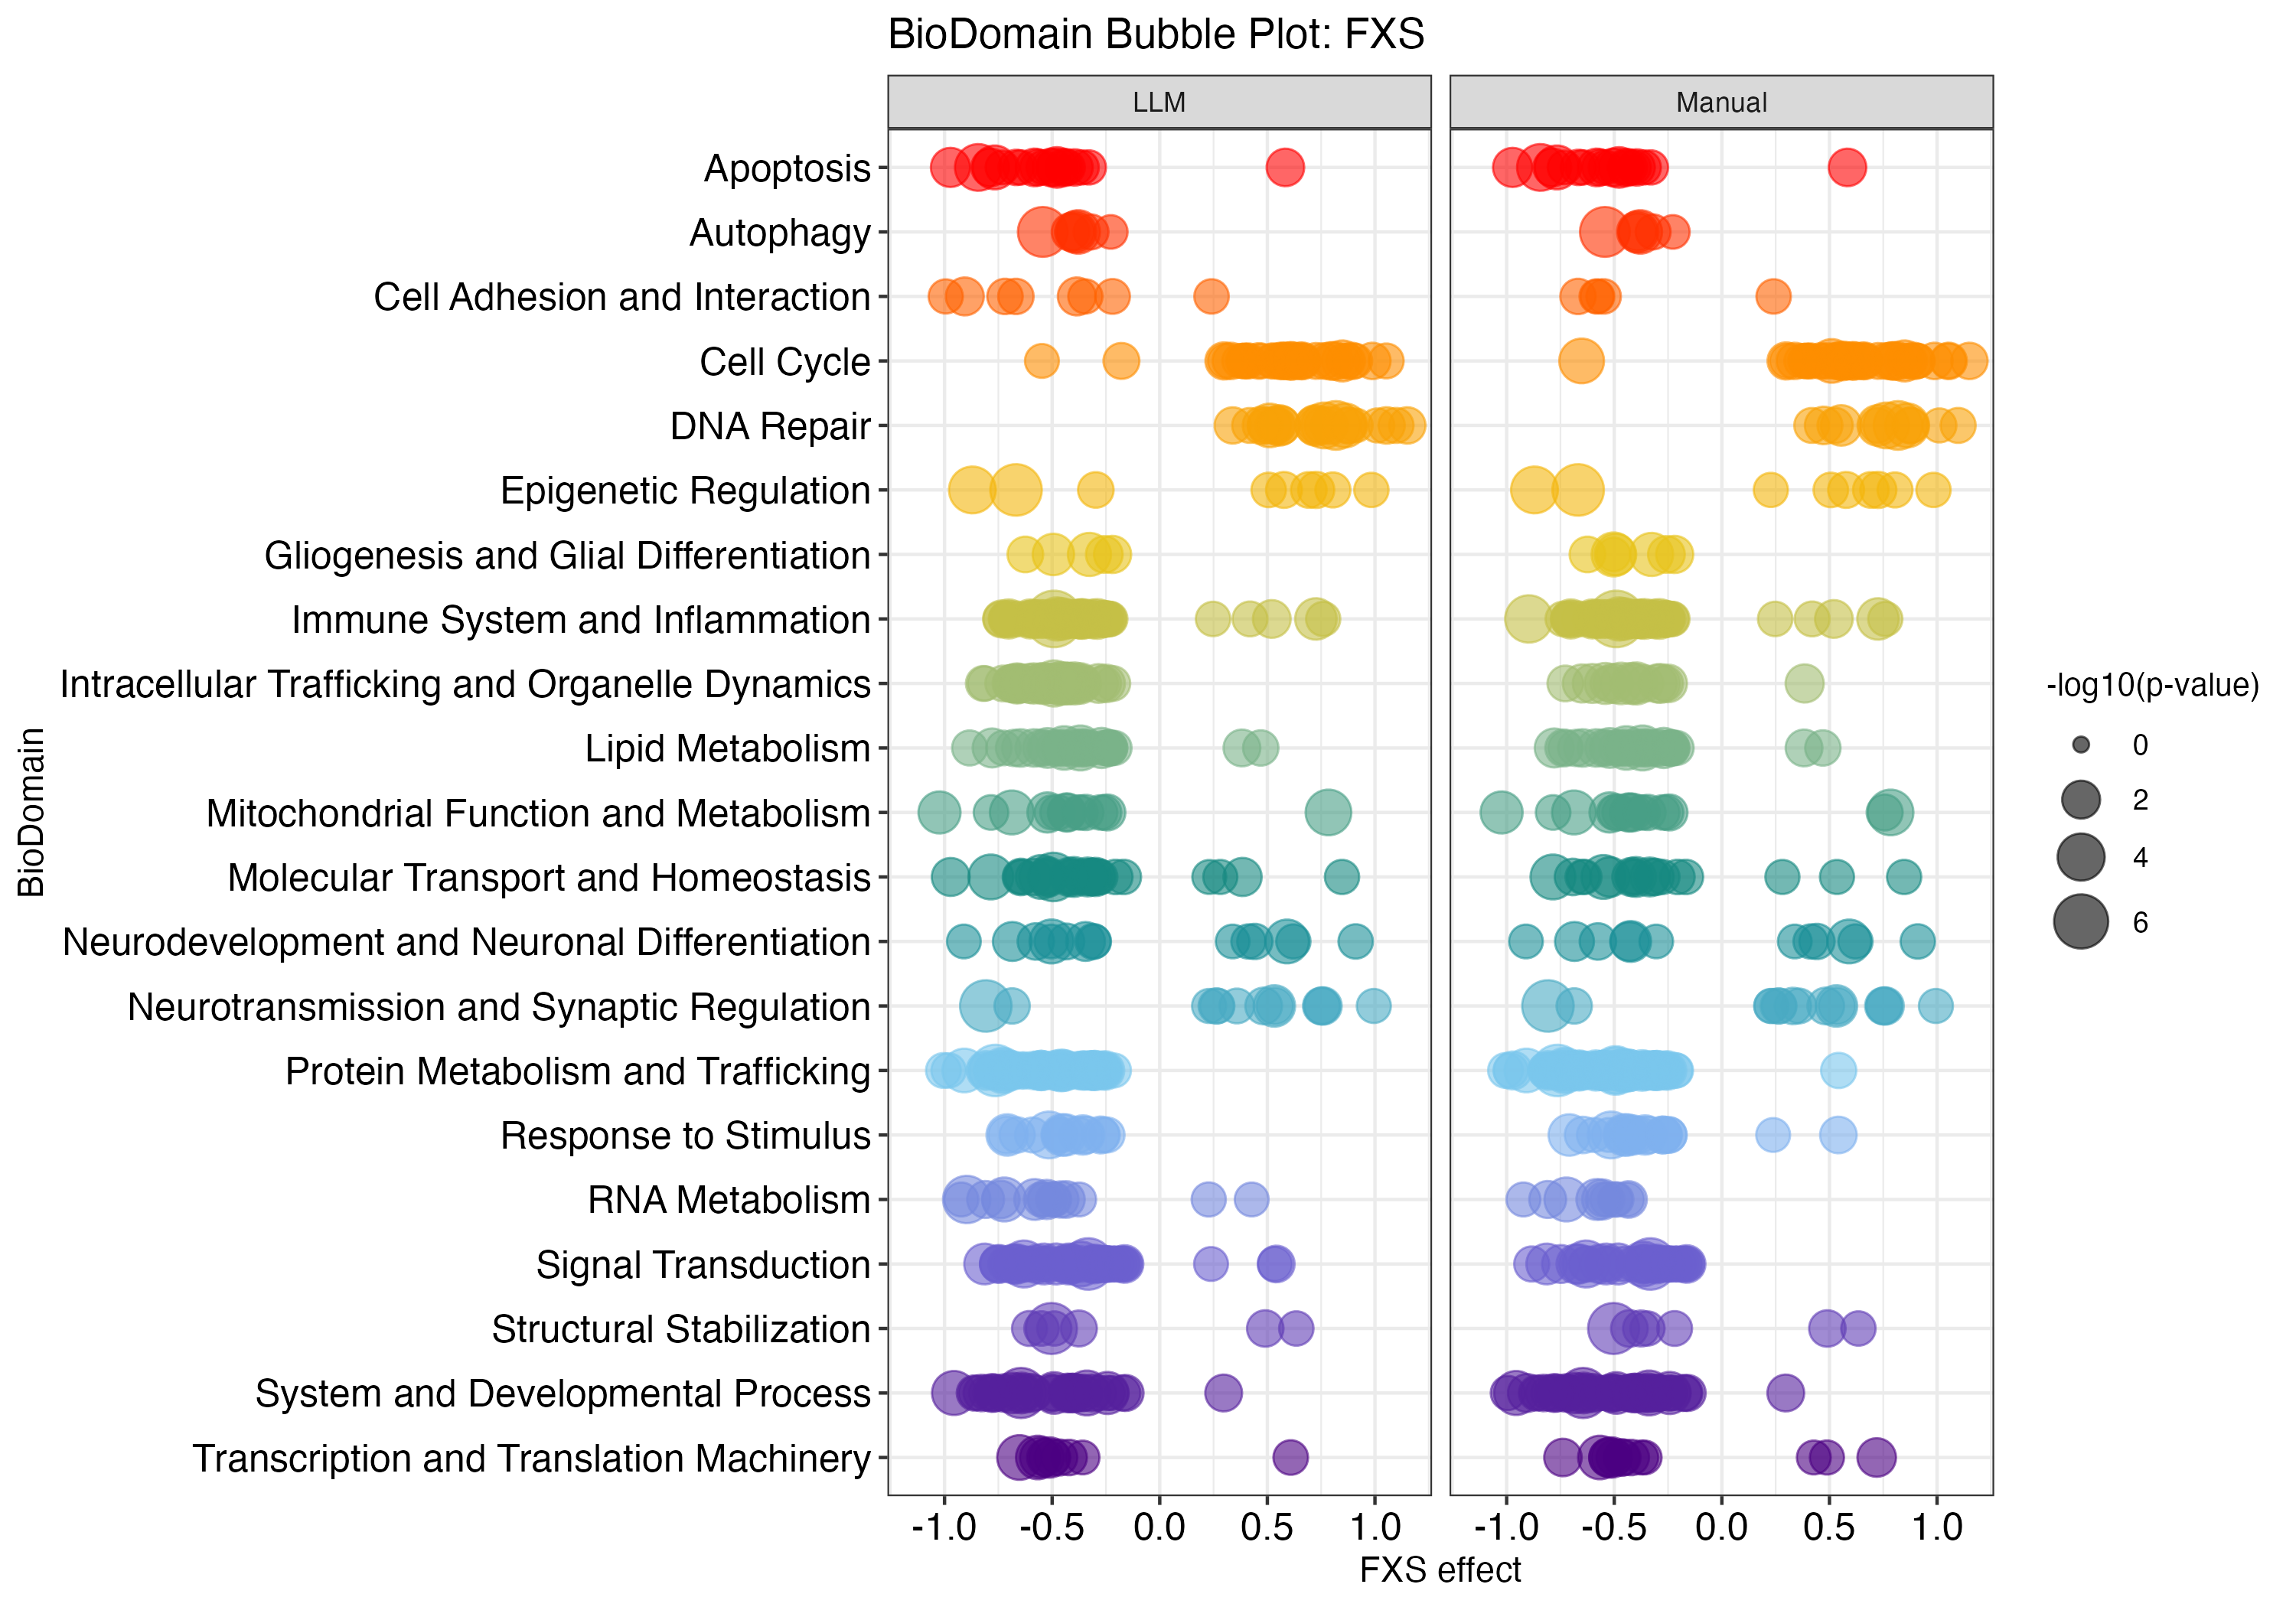 BioDomain Bubble Plot: FXS
LLM
Manual
Apoptosis
Autophagy
Cell Adhesion and Interaction
Cell Cycle
DNA Repair
Epigenetic Regulation
Gliogenesis and Glial Differentiation
Immune System and Inflammation
Intracellular Trafficking and Organelle Dynamics
Lipid Metabolism
Mitochondrial Function and Metabolism
Molecular Transport and Homeostasis
Neurodevelopment and Neuronal Differentiation
Neurotransmission and Synaptic Regulation
Protein Metabolism and Trafficking
Response to Stimulus
RNA Metabolism
Signal Transduction
Structural Stabilization
System and Developmental Process
Transcription and Translation Machinery
BioDomain
-1.0 -0.5 0.0 0.5 1.0
-1.0 -0.5 0.0 0.5 1.0
FXS effect
-log10(p-value)
0
2
4
6